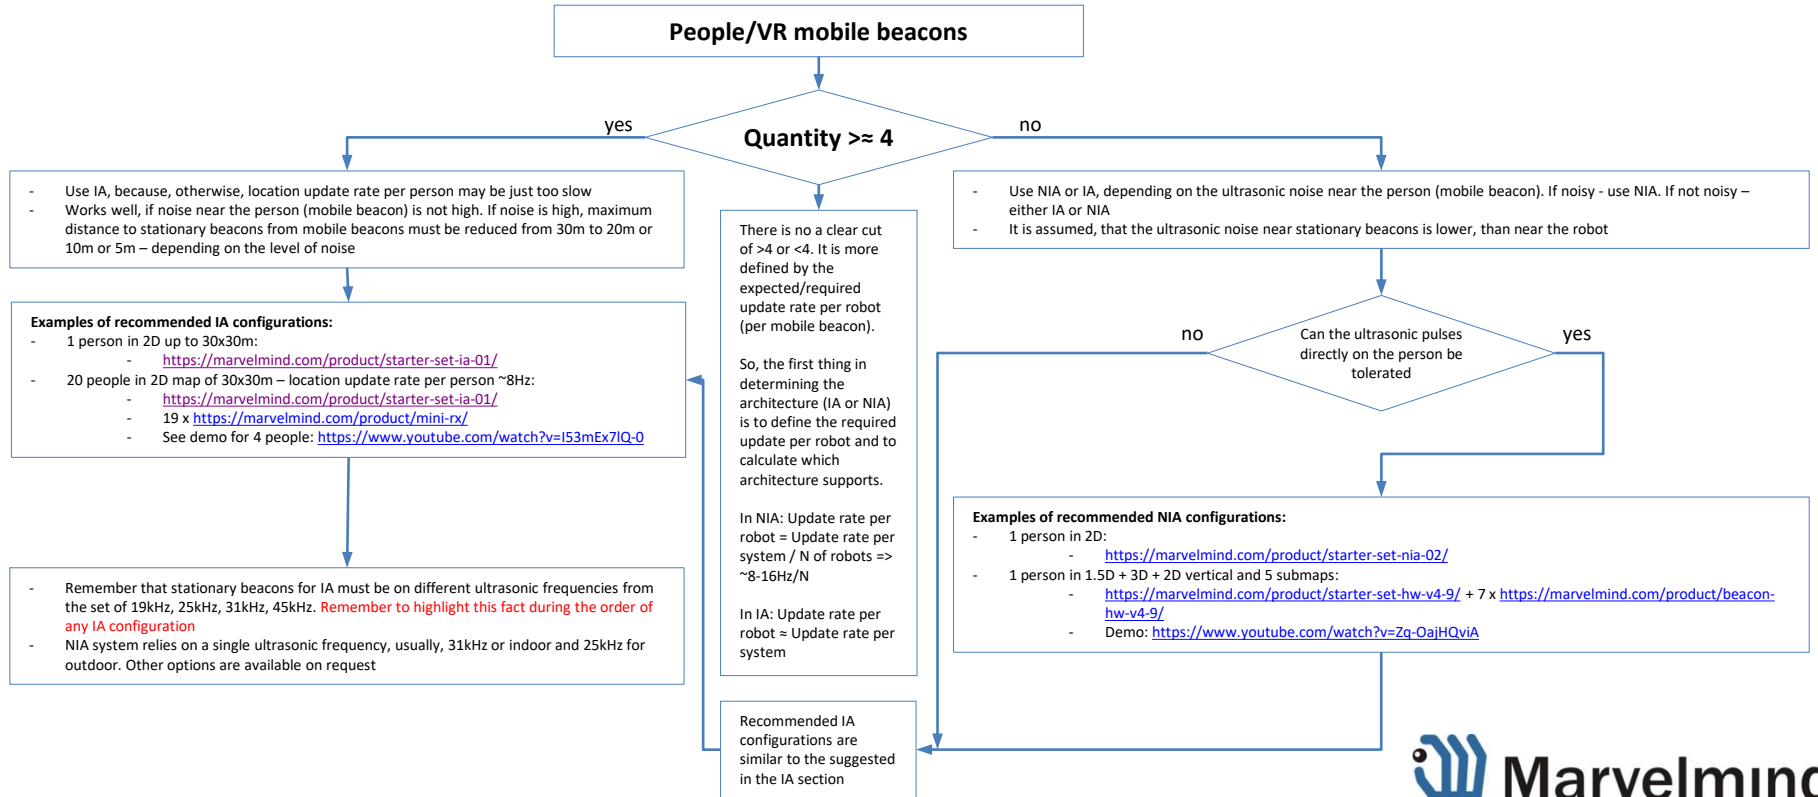 People/VR mobile beacons
Quantity >≈ 4
yes
no
- Use IA, because, otherwise, location update rate per person may be just too slow
- Works well, if noise near the person (mobile beacon) is not high. If noise is high, maximum
distance to stationary beacons from mobile beacons must be reduced from 30m to 20m or
10m or 5m – depending on the level of noise
Examples of recommended IA configurations:
- 1 person in 2D up to 30x30m:
- https://marvelmind.com/product/starter-set-ia-01/
- 20 people in 2D map of 30x30m – location update rate per person ~8Hz:
- https://marvelmind.com/product/starter-set-ia-01/
- 19 x https://marvelmind.com/product/mini-rx/
- See demo for 4 people: https://www.youtube.com/watch?v=I53mEx7lQ-0
- Remember that stationary beacons for IA must be on different ultrasonic frequencies from
the set of 19kHz, 25kHz, 31kHz, 45kHz. Remember to highlight this fact during the order of
any IA configuration
- NIA system relies on a single ultrasonic frequency, usually, 31kHz or indoor and 25kHz for
outdoor. Other options are available on request
There is no a clear cut
of >4 or <4. It is more
defined by the
expected/required
update rate per robot
(per mobile beacon).
So, the first thing in
determining the
architecture (IA or NIA)
is to define the required
update per robot and to
calculate which
architecture supports.
In NIA: Update rate per
robot = Update rate per
system / N of robots =>
~8-16Hz/N
In IA: Update rate per
robot ≈ Update rate per
system
Recommended IA
configurations are
similar to the suggested
in the IA section
- Use NIA or IA, depending on the ultrasonic noise near the person (mobile beacon). If noisy - use NIA. If not noisy –
either IA or NIA
- It is assumed, that the ultrasonic noise near stationary beacons is lower, than near the robot
no
Can the ultrasonic pulses
directly on the person be
tolerated
yes
Examples of recommended NIA configurations:
- 1 person in 2D:
- https://marvelmind.com/product/starter-set-nia-02/
- 1 person in 1.5D + 3D + 2D vertical and 5 submaps:
- https://marvelmind.com/product/starter-set-hw-v4-9/ + 7 x https://marvelmind.com/product/beacon-
hw-v4-9/
- Demo: https://www.youtube.com/watch?v=Zq-OajHQviA
Marvelmind